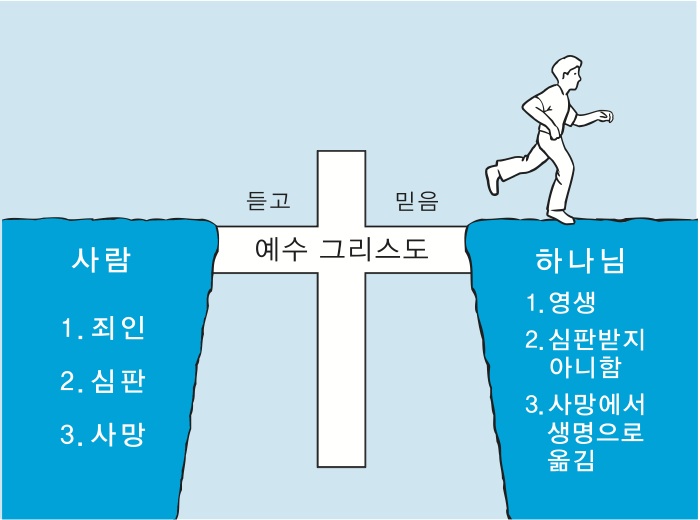 듣고 믿음
예수 그리스도
사람
1. 죄인
2. 심판
3. 사망
하나님
1. 영생
2. 심판받지
아니함
3. 사망에서
생명으로
옮김